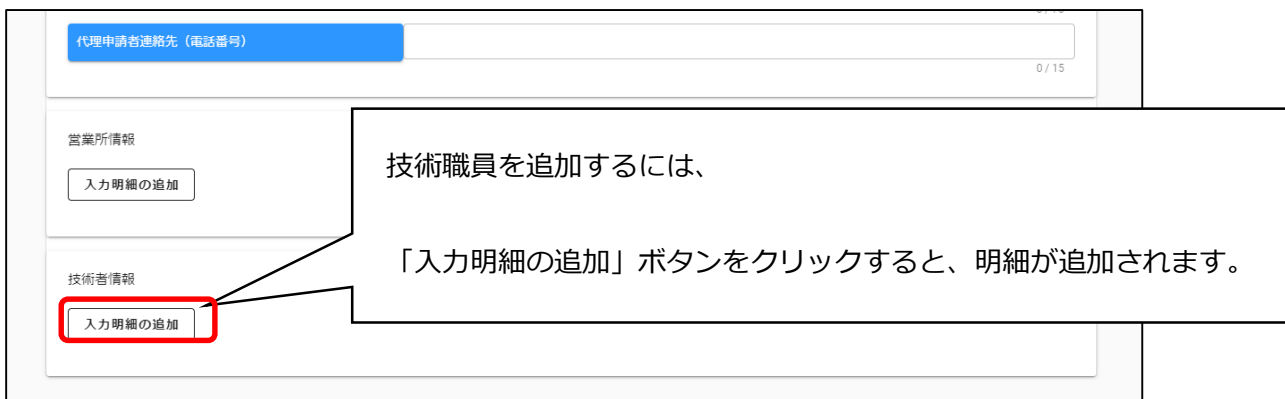 代理申請者連絡先（電話番号）
0 / 15
営業所情報
入力明細の追加
技術職員を追加するには、
「入力明細の追加」ボタンをクリックすると、明細が追加されます。
技術者情報
入力明細の追加